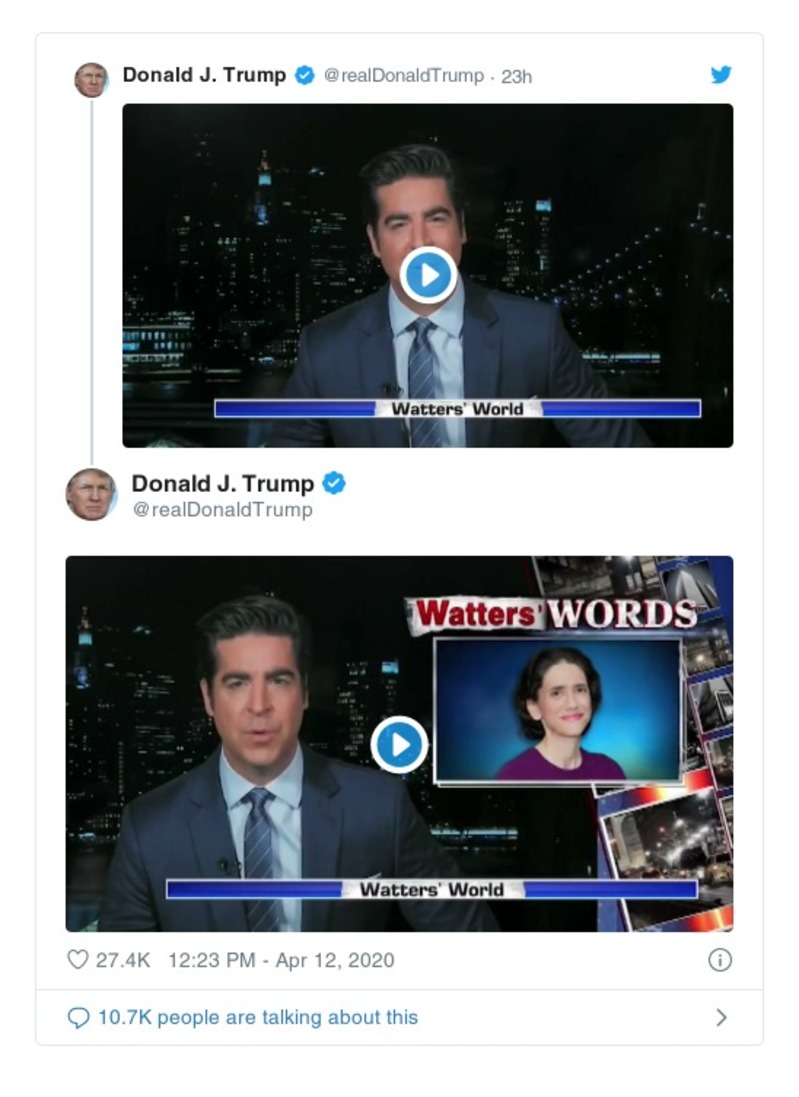 Donald J. Trump @realDonaldTrump · 23h
Watters' World
Donald J. Trump
@realDonaldTrump
Watters' WORDS
Watters' World
27.4K 12:23 PM - Apr 12, 2020
10.7K people are talking about this